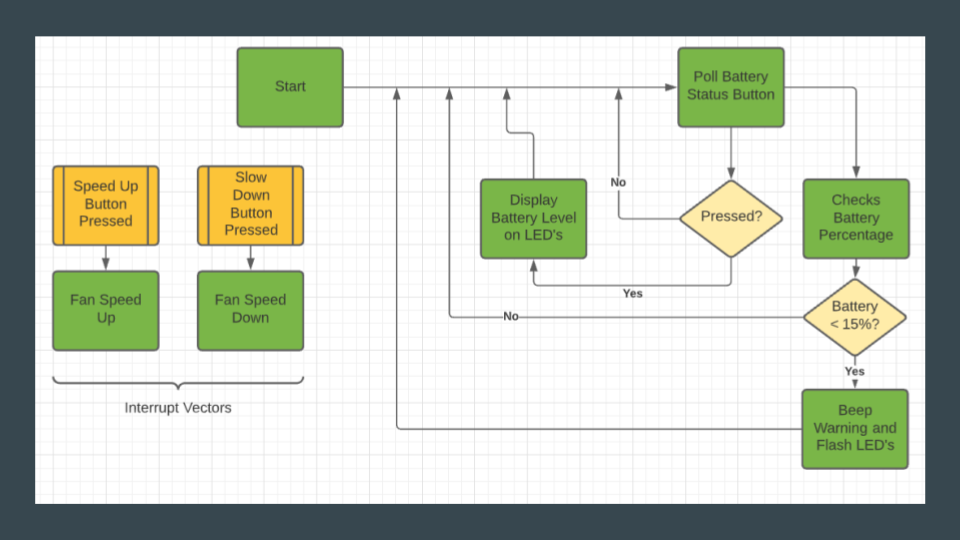 Start
Poll Battery
Status Button
Speed Up
Button
Pressed
Slow
Down
Button
Pressed
Display
Battery Level
on LED's
No
Pressed?
Checks
Battery
Percentage
Yes
Fan Speed
Up
Fan Speed
Down
No
Battery
< 15%?
Yes
Interrupt Vectors
Beep
Warning and
Flash LED's